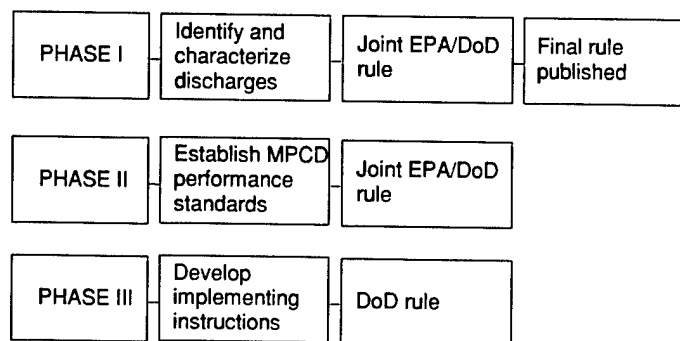 PHASE I
Identify and
characterize
discharges
Joint EPA/DoD
rule
Final rule
published
PHASE II
Establish MPCD
performance
standards
Joint EPA/DoD
rule
PHASE III
Develop
implementing
instructions
DoD rule